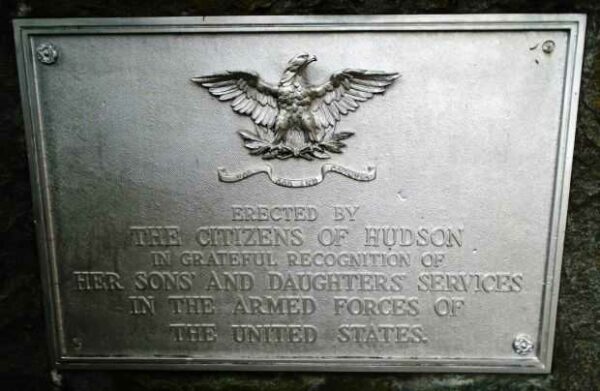 ERECTED BY
THE CITIZENS OF HUDSON
IN GRATEFUL RECOGNITION OF
HER SONS' AND DAUGHTERS' SERVICES
IN THE ARMED FORCES OF
THE UNITED STATES.